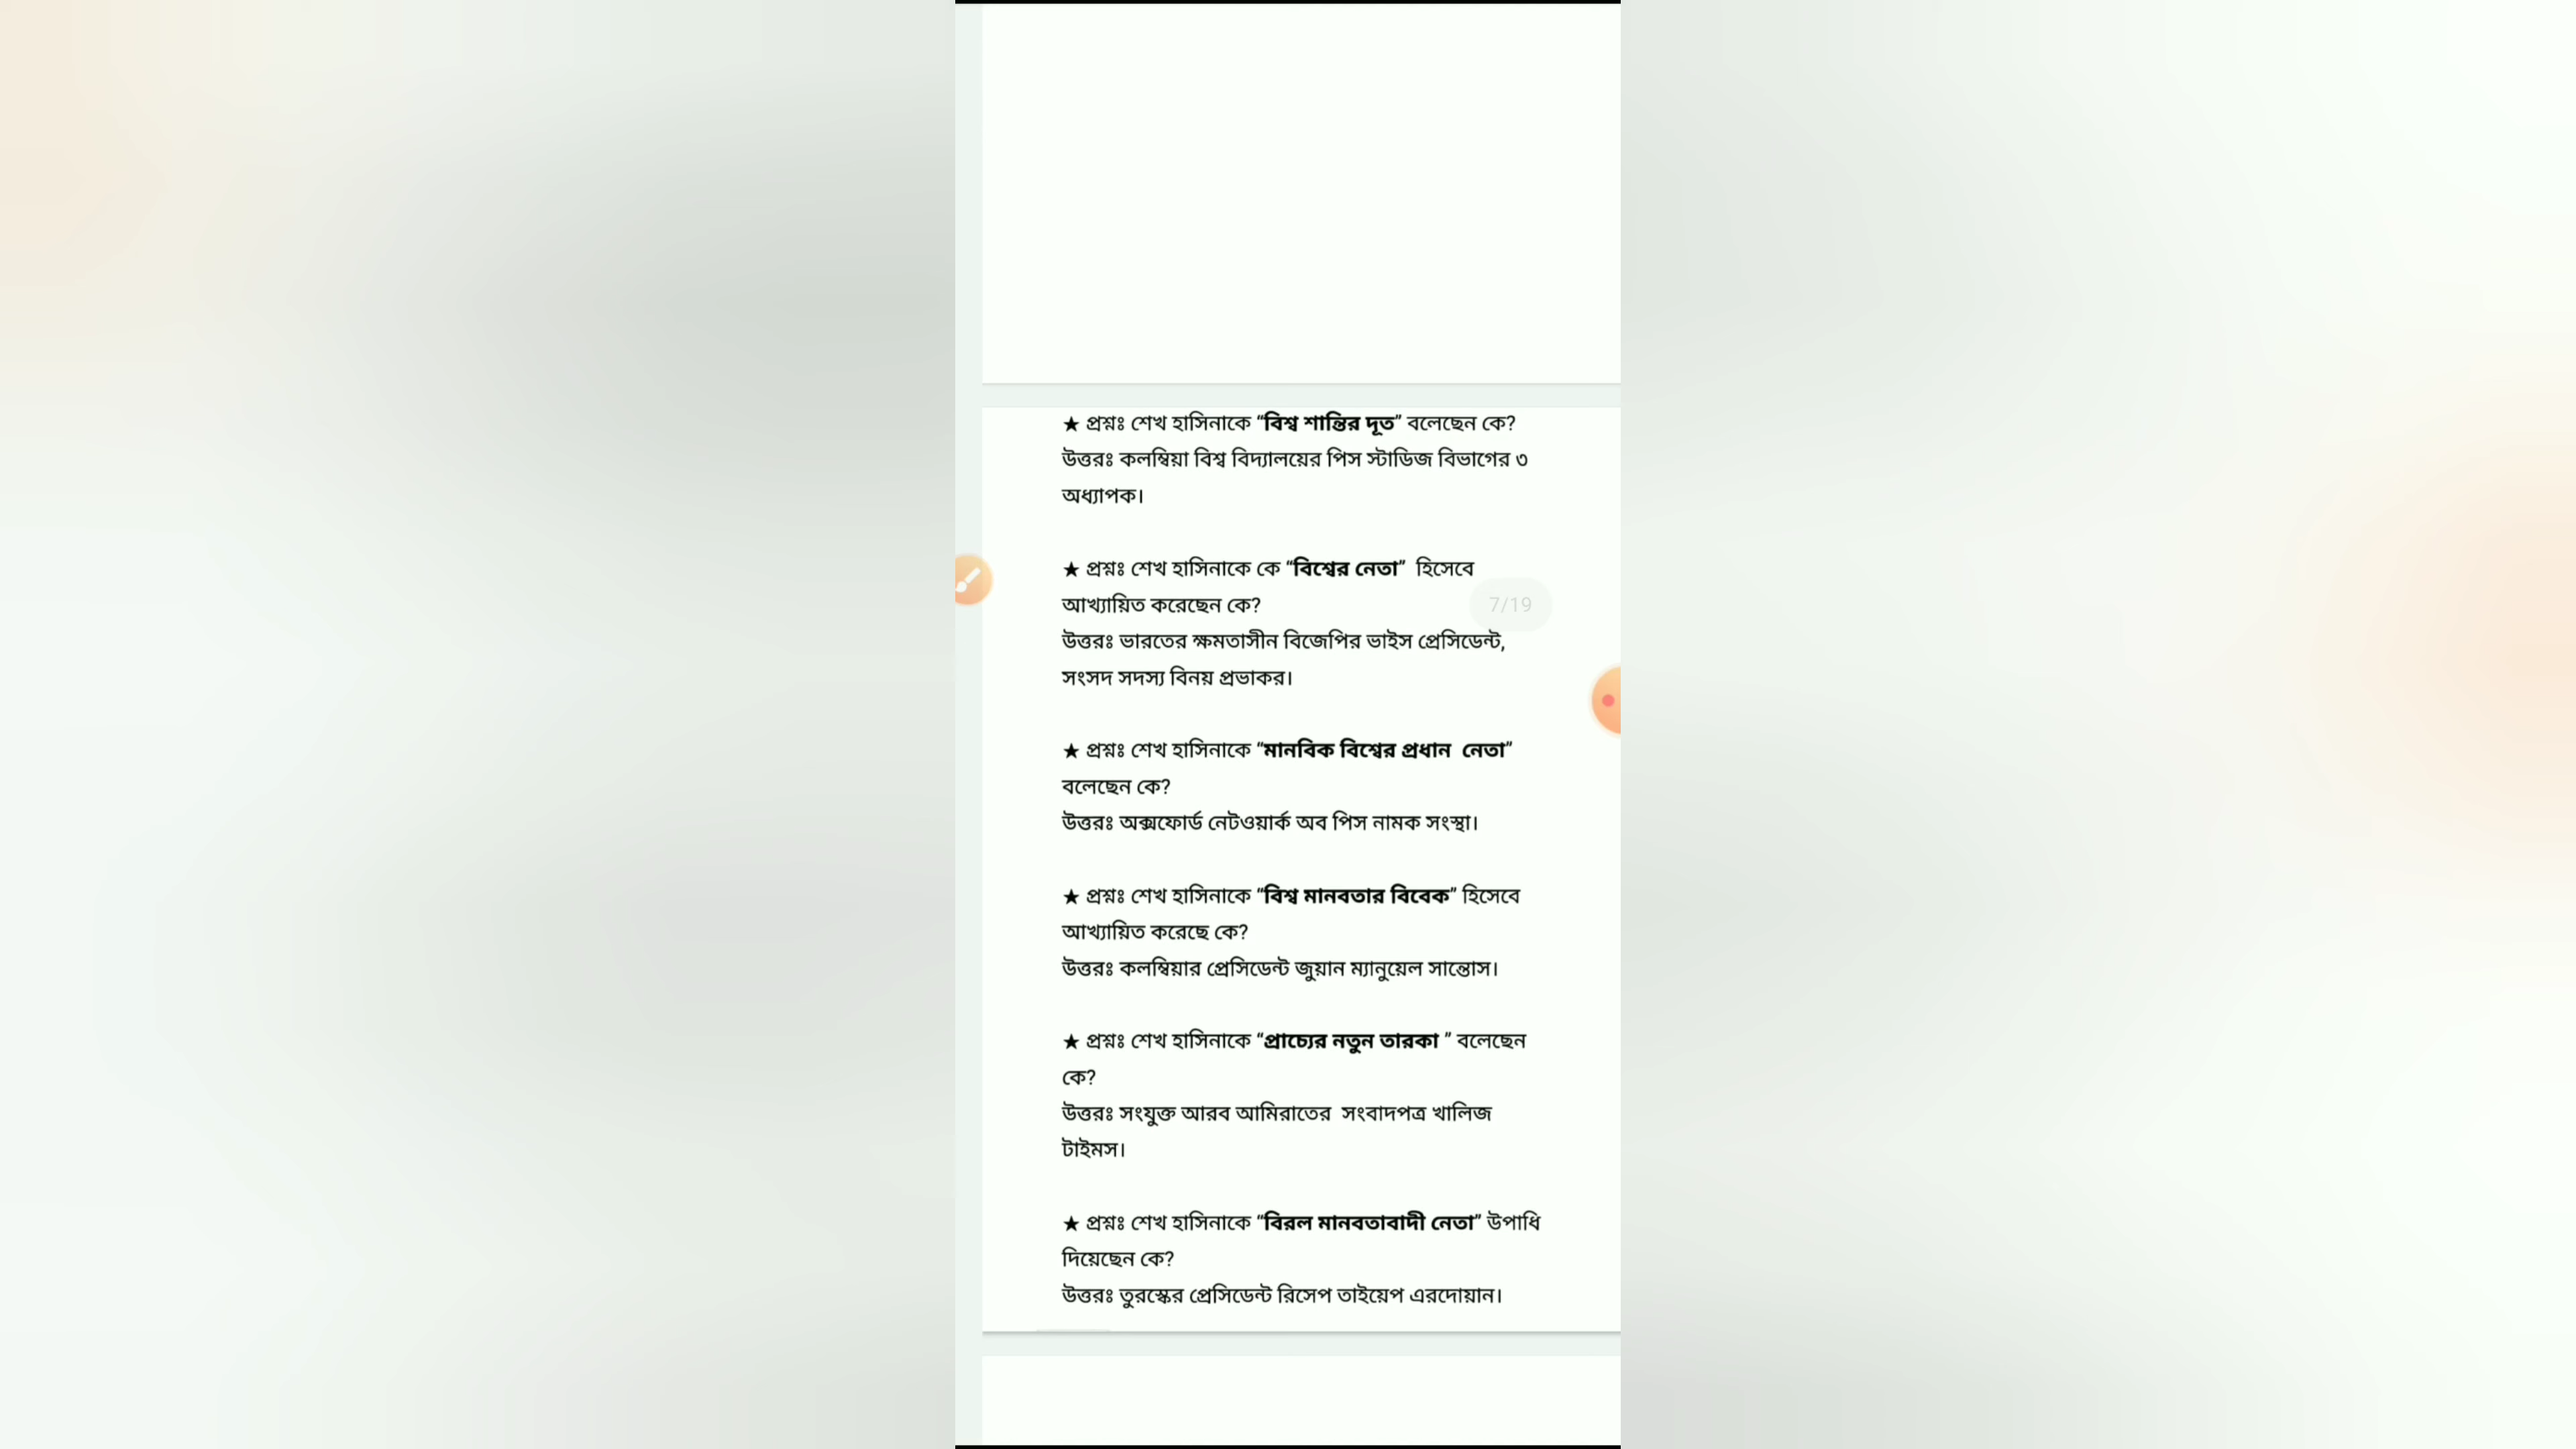 ★ প্রশ্নঃ শেখ হাসিনাকে “বিশ্ব শান্তির দূত” বলেছেন কে?
উত্তরঃ কলম্বিয়া বিশ্ব বিদ্যালয়ের পিস স্টাডিজ বিভাগের ৩
অধ্যাপক।
★ প্রশ্নঃ শেখ হাসিনাকে কে “বিশ্বের নেতা” হিসেবে
আখ্যায়িত করেছেন কে?
7/19
উত্তরঃ ভারতের ক্ষমতাসীন বিজেপির ভাইস প্রেসিডেন্ট,
সংসদ সদস্য বিনয় প্রভাকর।
★ প্রশ্নঃ শেখ হাসিনাকে “মানবিক বিশ্বের প্রধান নেতা”
বলেছেন কে?
উত্তরঃ অক্সফোর্ড নেটওয়ার্ক অব পিস নামক সংস্থা।
★ প্রশ্নঃ শেখ হাসিনাকে “বিশ্ব মানবতার বিবেক” হিসেবে
আখ্যায়িত করেছে কে?
উত্তরঃ কলম্বিয়ার প্রেসিডেন্ট জুয়ান ম্যানুয়েল সান্তোস।
★ প্রশ্নঃ শেখ হাসিনাকে “প্রাচ্যের নতুন তারকা ” বলেছেন
কে?
উত্তরঃ সংযুক্ত আরব আমিরাতের সংবাদপত্র খালিজ
টাইমস।
★ প্রশ্নঃ শেখ হাসিনাকে “বিরল মানবতাবাদী নেতা” উপাধি
দিয়েছেন কে?
উত্তরঃ তুরস্কের প্রেসিডেন্ট রিসেপ তাইয়েপ এরদোয়ান।